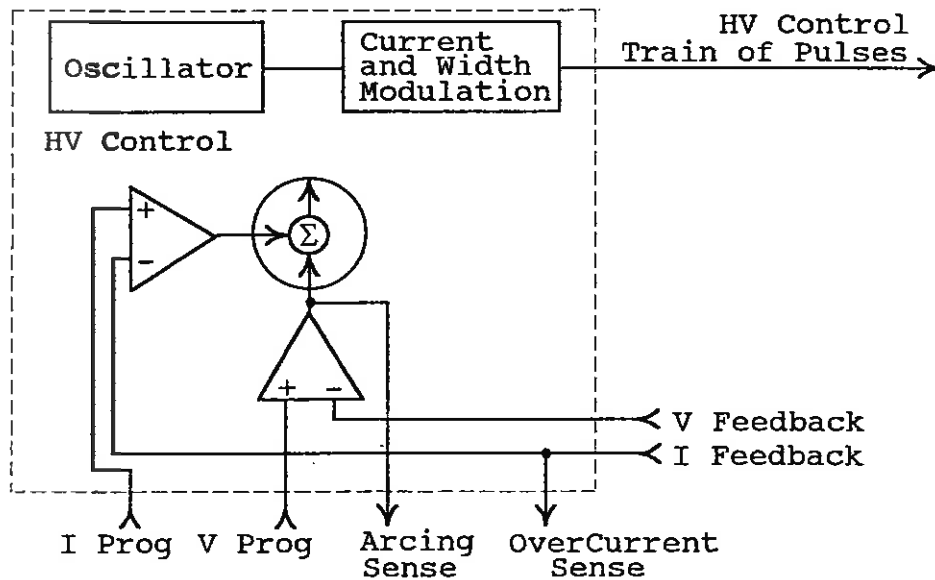 HV Control
Train of Pulses
Oscillator
Current
and Width
Modulation
HV Control
+
−
Σ
+ −
V Feedback
I Feedback
I Prog V Prog Arcing
Sense
OverCurrent
Sense